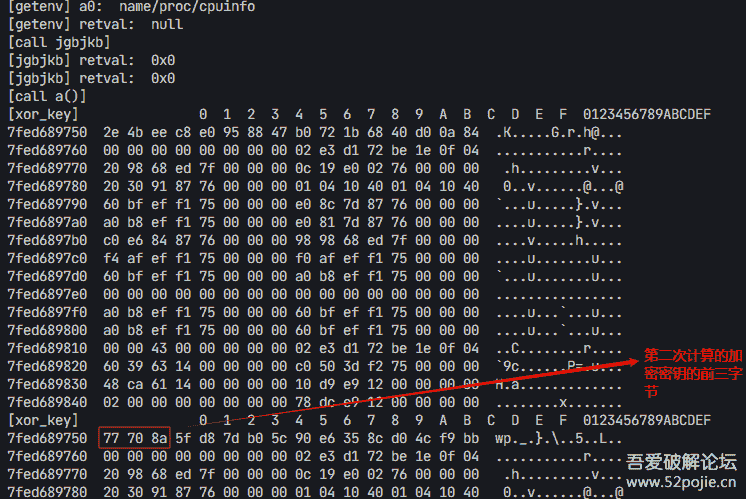 [getenv] a0:  name/proc/cpuinfo
[getenv] retval:  null
[call jgbjkb]
[jgbjkb] retval:  0x0
[jgbjkb] retval:  0x0
[call a()]
[xor_key]                0  1  2  3  4  5  6  7  8  9  A  B  C  D  E  F  0123456789ABCDEF
7fed689750  2e 4b ee c8 e0 95 88 47 b0 72 1b 68 40 d0 0a 84  .K.....G.r.h@...
7fed689760  00 00 00 00 00 00 00 00 02 e3 d1 72 be 1e 0f 04  ...........r....
7fed689770  20 98 68 ed 7f 00 00 00 0c 19 e0 02 76 00 00 00   .h.........v...
7fed689780  20 30 91 87 76 00 00 00 01 04 10 40 01 04 10 40   0..v......@...@
7fed689790  60 bf ef f1 75 00 00 00 e0 8c 7d 87 76 00 00 00  `...u.....}.v...
7fed6897a0  a0 b8 ef f1 75 00 00 00 e0 81 7d 87 76 00 00 00  ....u.....}.v...
7fed6897b0  c0 e6 84 87 76 00 00 00 98 98 68 ed 7f 00 00 00  ....v.....h.....
7fed6897c0  f4 af ef f1 75 00 00 00 f0 af ef f1 75 00 00 00  ....u.......u...
7fed6897d0  60 bf ef f1 75 00 00 00 a0 b8 ef f1 75 00 00 00  `...u.......u...
7fed6897e0  00 00 00 00 00 00 00 00 00 00 00 00 00 00 00 00  ................
7fed6897f0  a0 b8 ef f1 75 00 00 00 60 bf ef f1 75 00 00 00  ....u...`...u...
7fed689800  a0 b8 ef f1 75 00 00 00 60 bf ef f1 75 00 00 00  ....u...`...u...
7fed689810  00 00 43 00 00 00 00 00 02 e3 d1 72 be 1e 0f 04  ..C........r....
7fed689820  60 39 63 14 00 00 00 00 c0 50 3d f2 75 00 00 00  `9c......P=.u...
第二次计算的加
密密钥的前三字
节
7fed689830  48 ca 61 14 00 00 00 00 10 d9 e9 12 00 00 00 00  H.a.............
7fed689840  02 00 00 00 00 00 00 00 78 dc e9 12 00 00 00 00  ........x.......
[xor_key]                0  1  2  3  4  5  6  7  8  9  A  B  C  D  E  F  0123456789ABCDEF
7fed689750  77 70 8a 5f d8 7d b0 5c 90 e6 35 8c d0 4c f9 bb  wp._.}.\..5..L..
7fed689760  00 00 00 00 00 00 00 00 02 e3 d1 72 be 1e 0f 04  ...........r....
7fed689770  20 98 68 ed 7f 00 00 00 0c 19 e0 02 76 00 00 00   .h.........v...
7fed689780  20 30 91 87 76 00 00 00 01 04 10 40 01 04 10 40   0..v......@...@
吾爱破解论坛
www.52pojie.cn